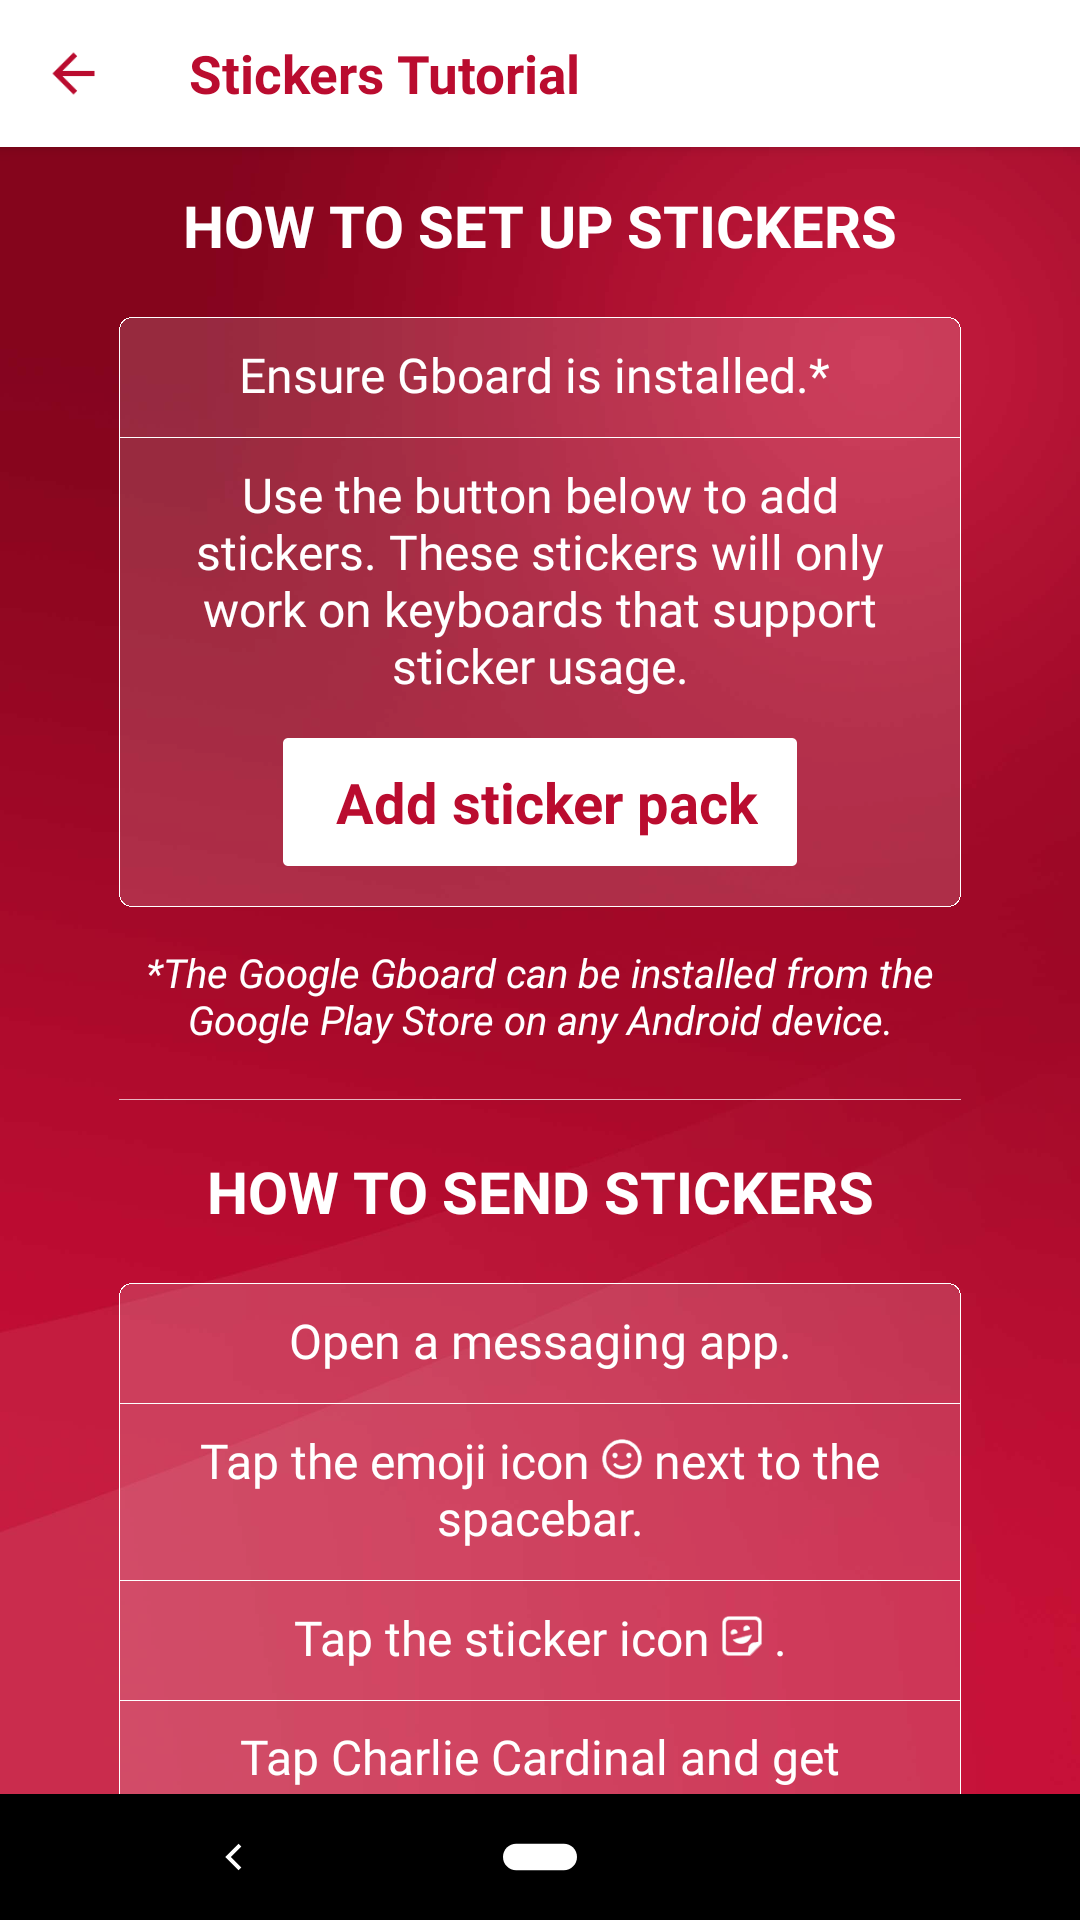 Stickers Tutorial
HOW TO SET UP STICKERS
Ensure Gboard is installed.*
Use the button below to add
stickers. These stickers will only
work on keyboards that support
sticker usage.
Add sticker pack
*The Google Gboard can be installed from the
Google Play Store on any Android device.
HOW TO SEND STICKERS
Open a messaging app.
Tap the emoji icon next to the
spacebar.
Tap the sticker icon .
Tap Charlie Cardinal and get